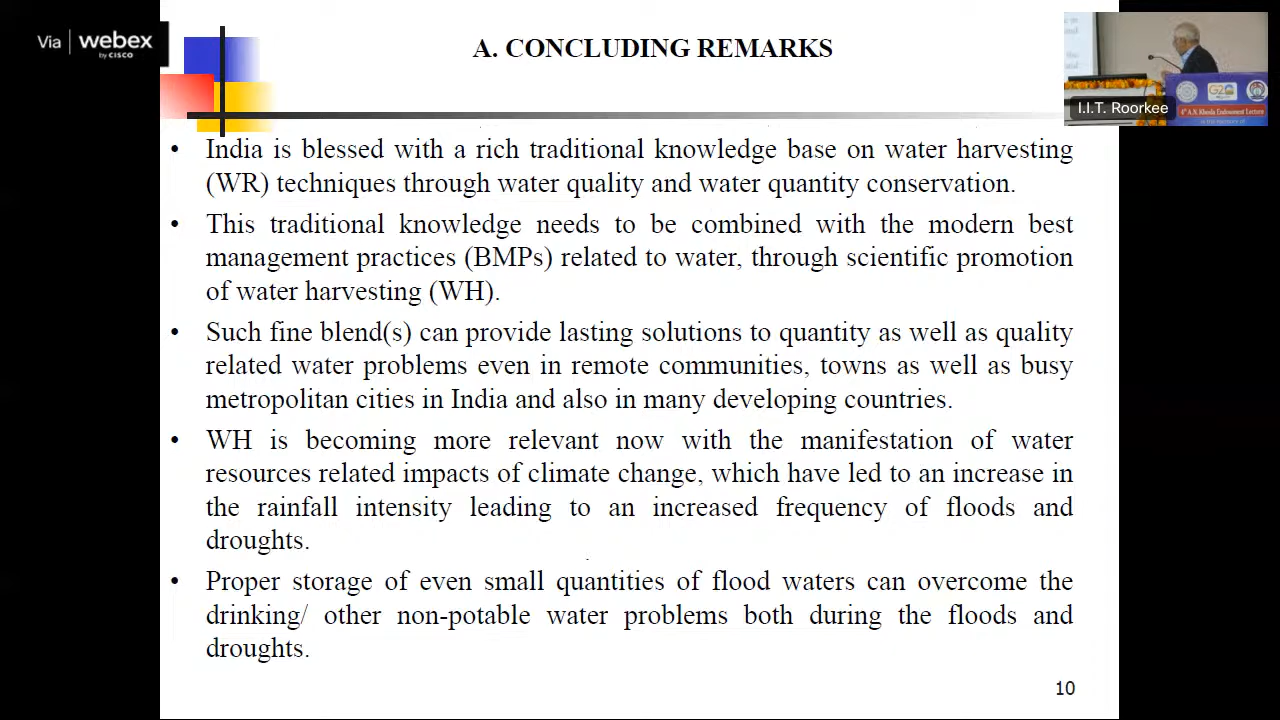 Via webex
by CISCO
A. CONCLUDING REMARKS
I.I.T. Roorkee
G20
6th A.N. Khosla Endowment Lecture
• India is blessed with a rich traditional knowledge base on water harvesting
(WR) techniques through water quality and water quantity conservation.
• This traditional knowledge needs to be combined with the modern best
management practices (BMPs) related to water, through scientific promotion
of water harvesting (WH).
• Such fine blend(s) can provide lasting solutions to quantity as well as quality
related water problems even in remote communities, towns as well as busy
metropolitan cities in India and also in many developing countries.
• WH is becoming more relevant now with the manifestation of water
resources related impacts of climate change, which have led to an increase in
the rainfall intensity leading to an increased frequency of floods and
droughts.
• Proper storage of even small quantities of flood waters can overcome the
drinking/ other non-potable water problems both during the floods and
droughts.
10